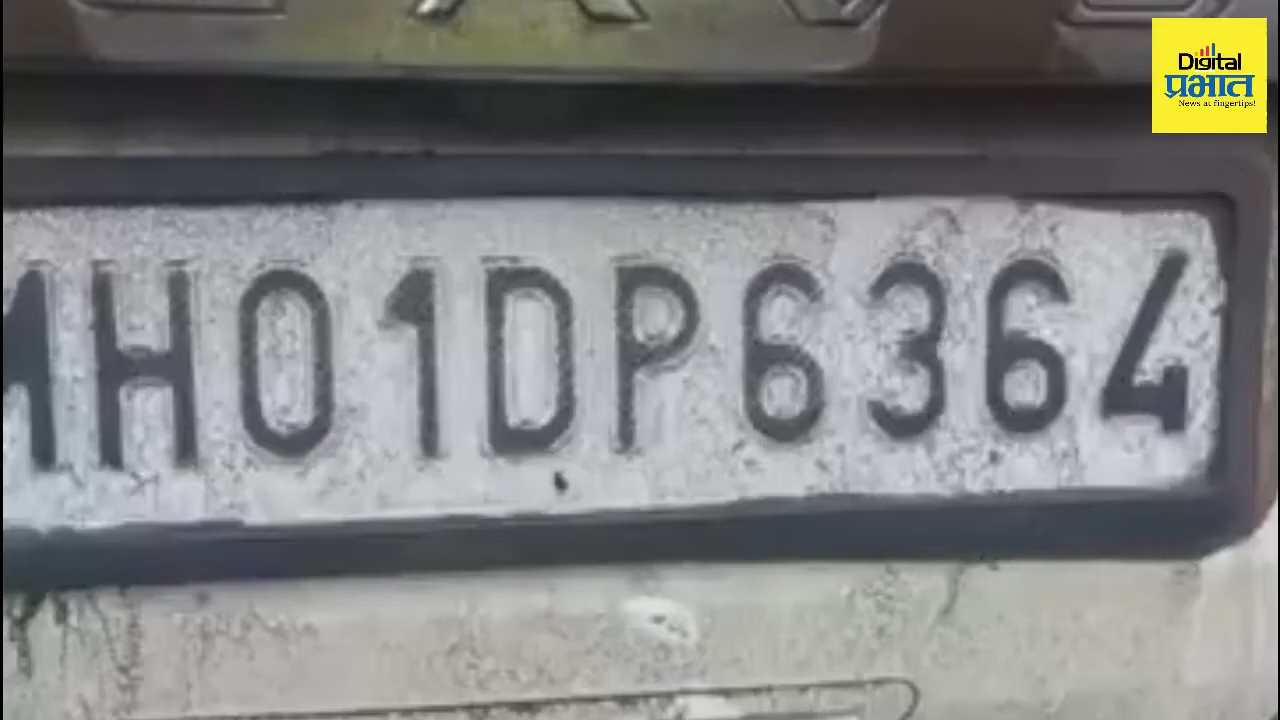 Digital
प्रभात
News at fingertips!
MH01DP6364